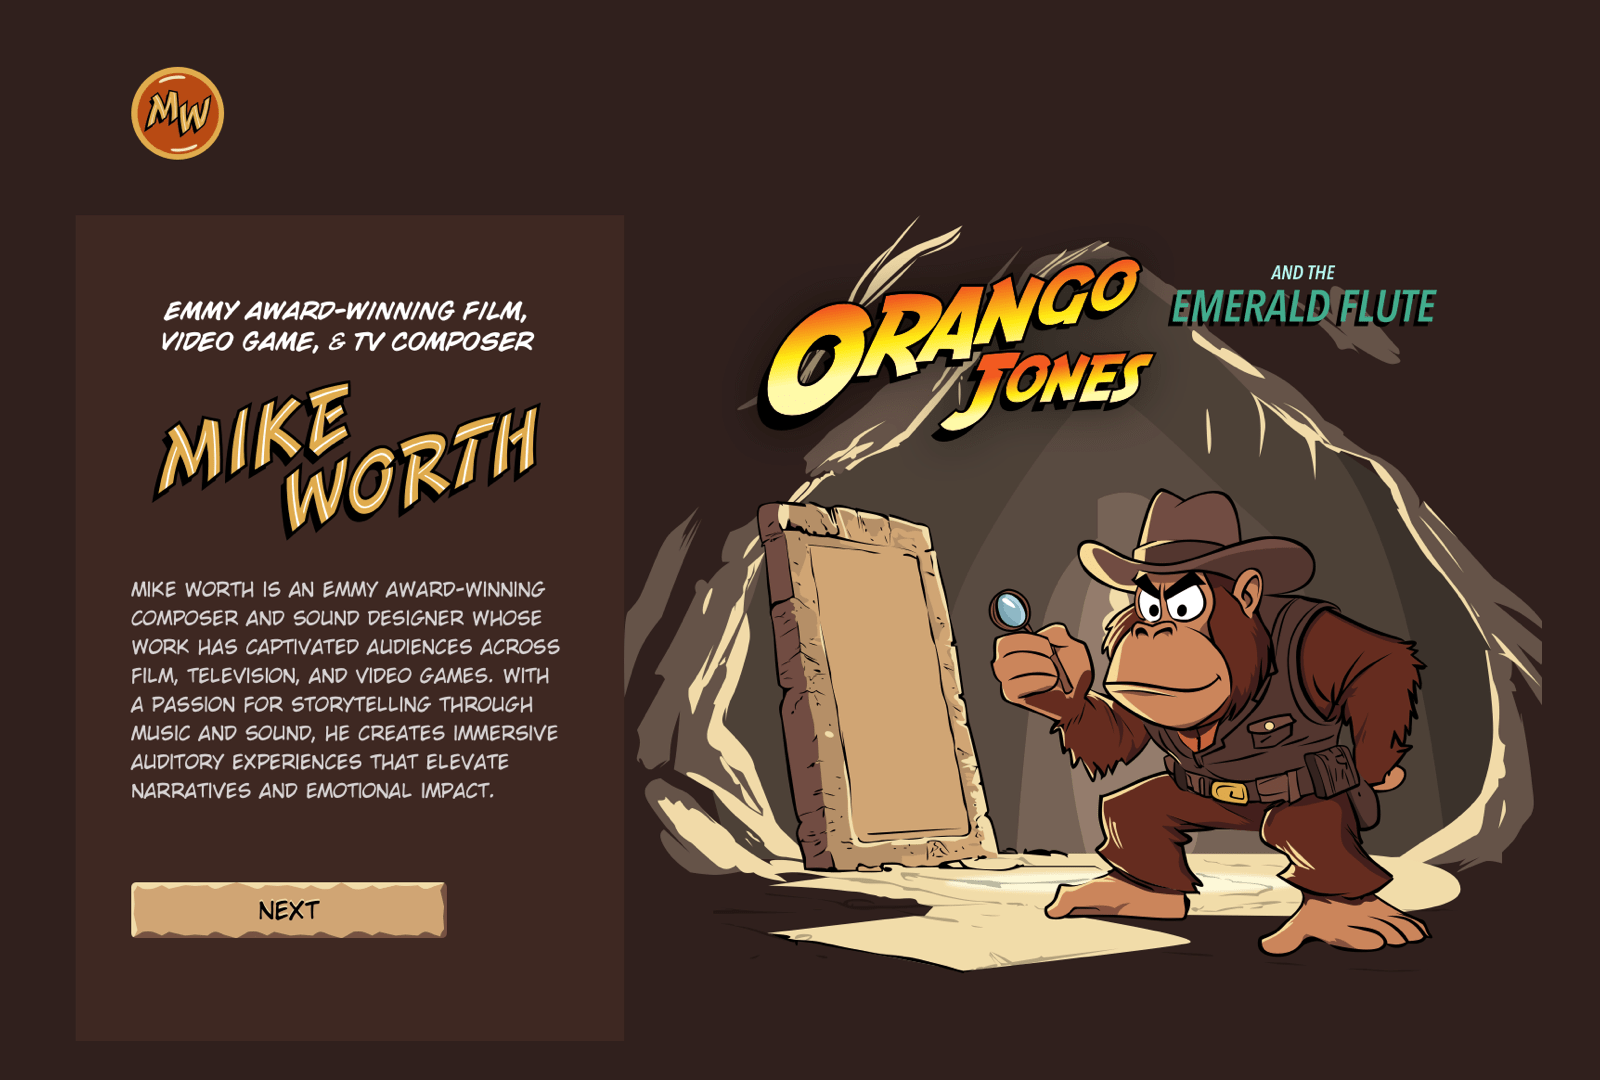 MW
EMMY AWARD-WINNING FILM,
VIDEO GAME, & TV COMPOSER
MIKE
WORTH
MIKE WORTH IS AN EMMY AWARD-WINNING
COMPOSER AND SOUND DESIGNER WHOSE
WORK HAS CAPTIVATED AUDIENCES ACROSS
FILM, TELEVISION, AND VIDEO GAMES. WITH
A PASSION FOR STORYTELLING THROUGH
MUSIC AND SOUND, HE CREATES IMMERSIVE
AUDITORY EXPERIENCES THAT ELEVATE
NARRATIVES AND EMOTIONAL IMPACT.
NEXT
ORANGO
JONES
AND THE
EMERALD FLUTE